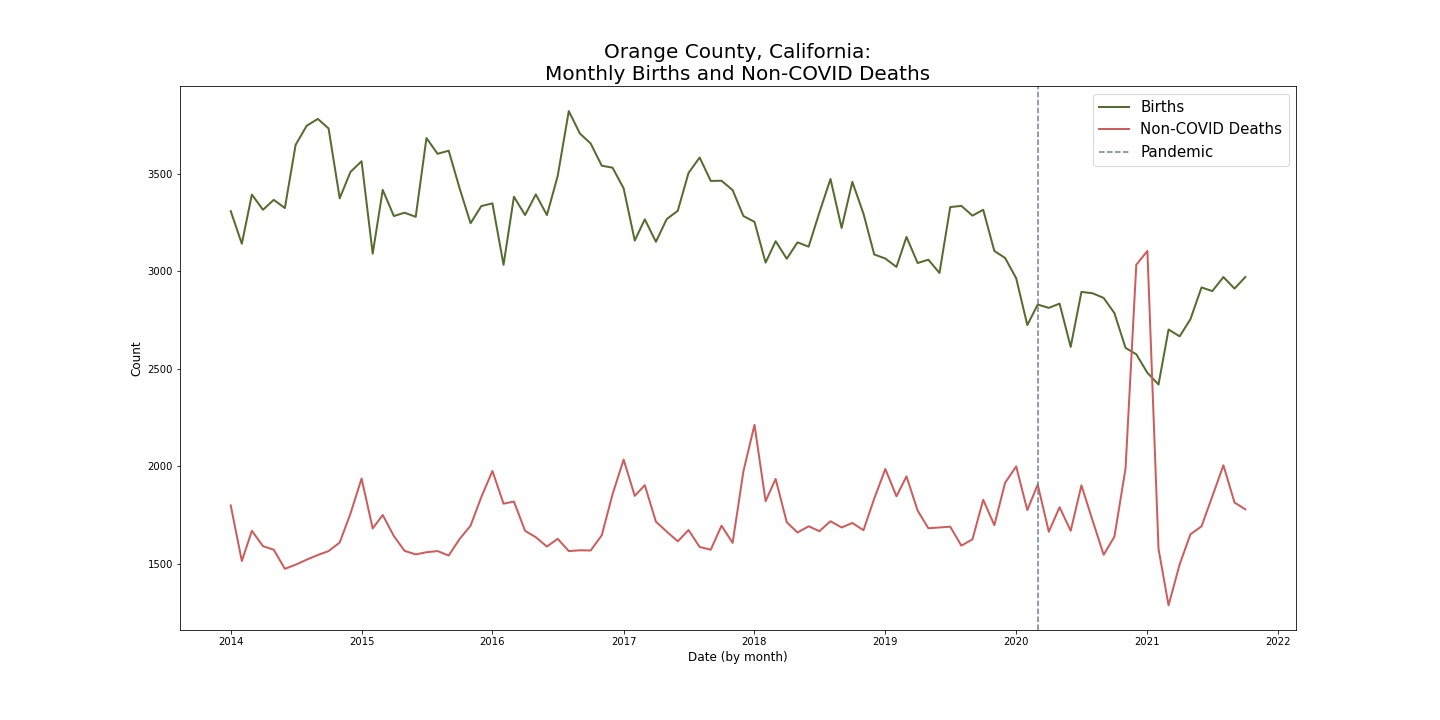 Orange County, California:
Monthly Births and Non-COVID Deaths
Births
Non-COVID Deaths
Pandemic
3500
3000
2500
2000
1500
Count
2014 2015 2016 2017 2018 2019 2020 2021 2022
Date (by month)